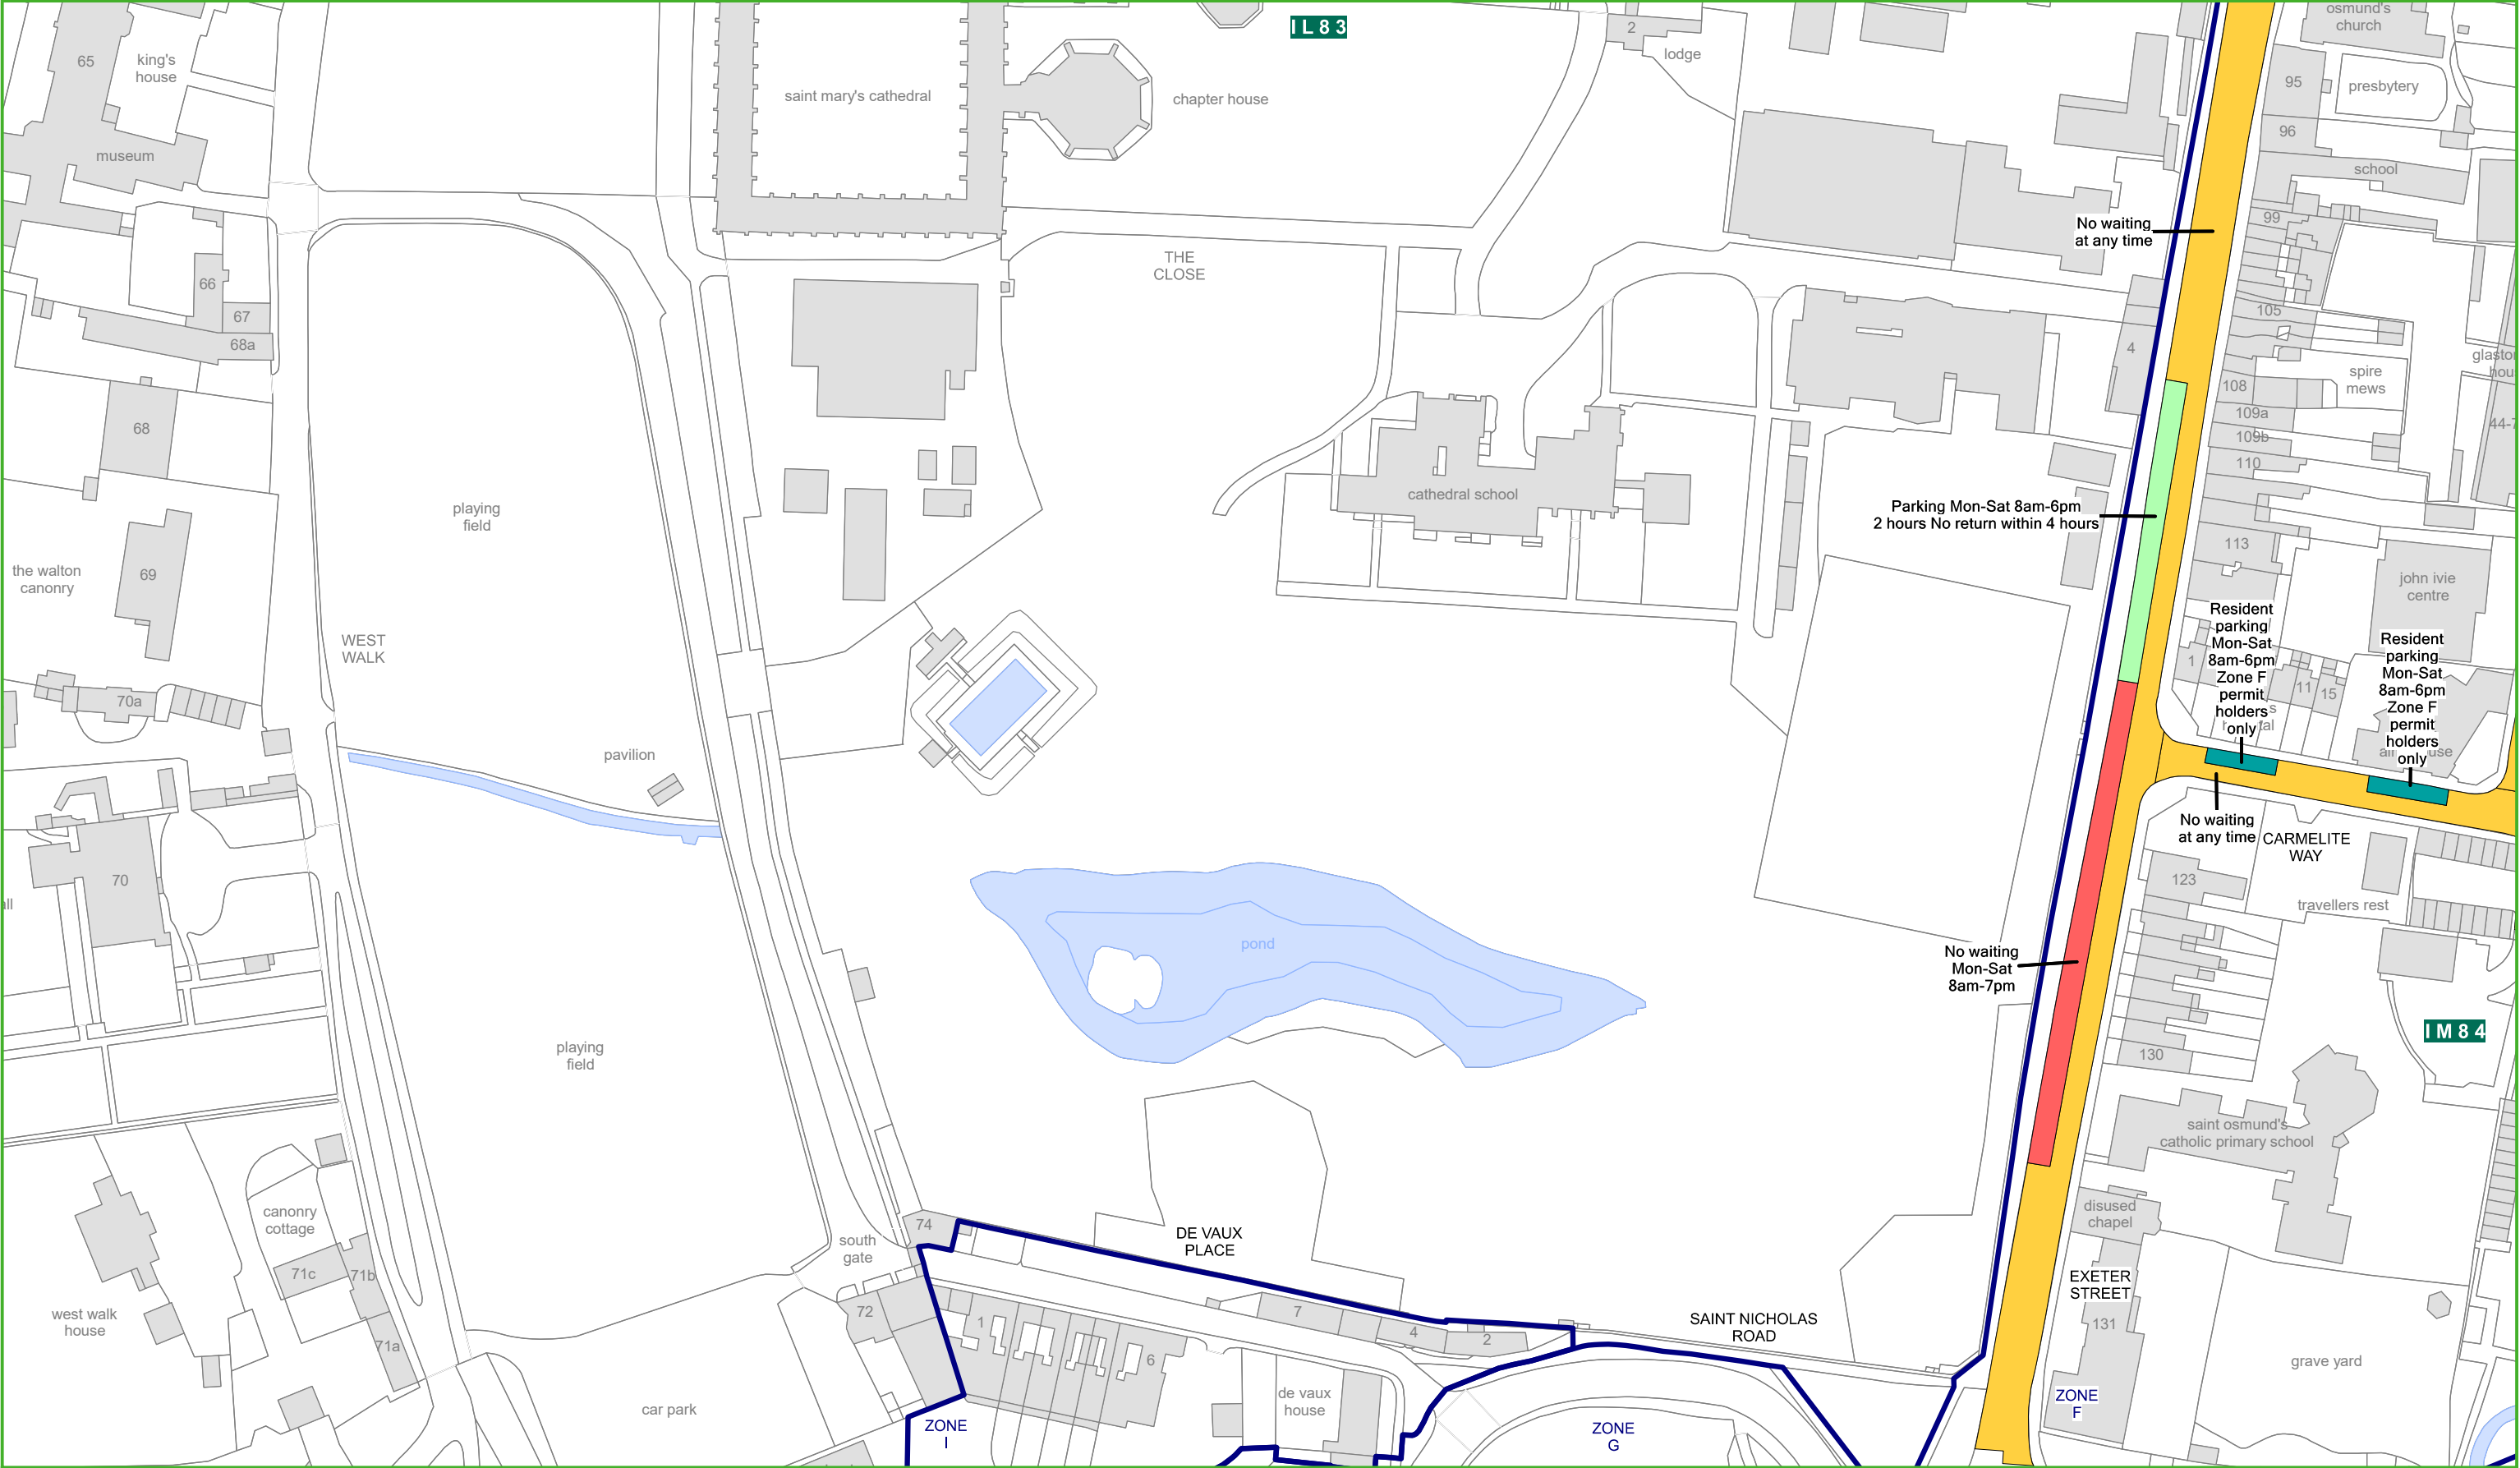 IL83
osmund's
church
2
lodge
65
king's
house
saint mary's cathedral
chapter house
95
presbytery
96
museum
school
99
No waiting
at any time
THE
CLOSE
66
67
68a
105
4
spire
mews
108
109a
109b
68
44-7
110
cathedral school
playing
field
Parking Mon-Sat 8am-6pm
2 hours No return within 4 hours
113
the walton
canonry
69
john ivie
centre
Resident
parking
Mon-Sat
8am-6pm
Zone F
permit
holders
only
Resident
parking
Mon-Sat
8am-6pm
Zone F
permit
holders
only
WEST
WALK
1
11
15
70a
pavilion
No waiting
at any time
CARMELITE
WAY
70
123
travellers rest
pond
No waiting
Mon-Sat
8am-7pm
IM84
playing
field
130
saint osmund's
catholic primary school
canonry
cottage
74
south
gate
DE VAUX
PLACE
disused
chapel
71c
71b
EXETER
STREET
west walk
house
72
1
7
4
2
SAINT NICHOLAS
ROAD
131
71a
6
grave yard
de vaux
house
car park
ZONE
I
ZONE
G
ZONE
F